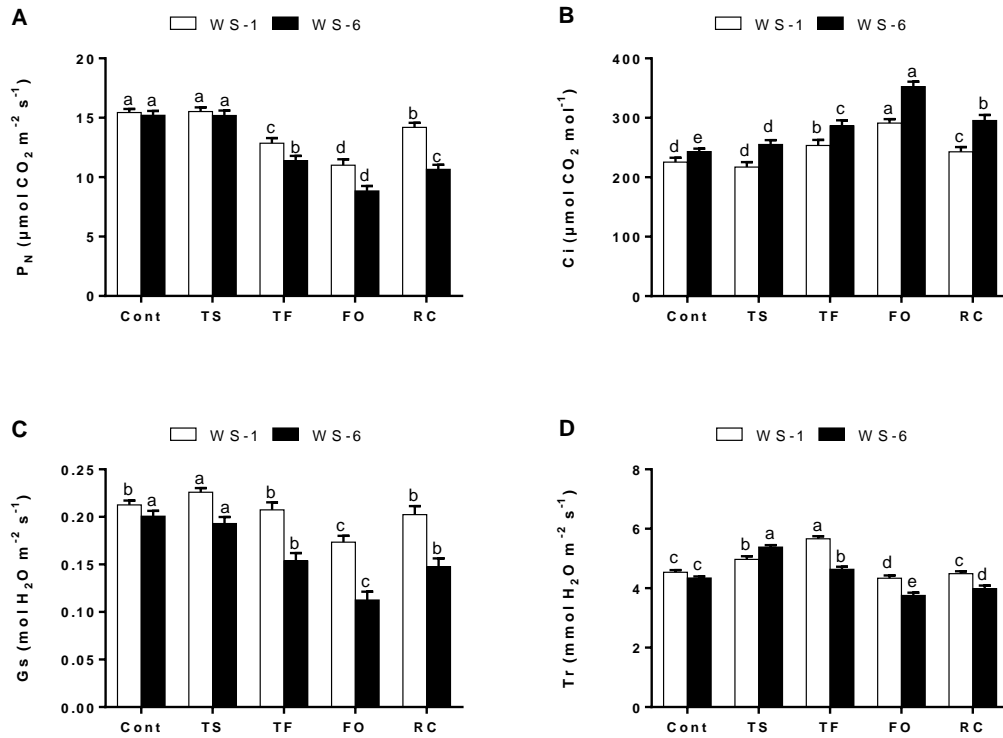 A
WS-1 WS-6
20
15
10
5
0
P_N (μmol CO₂ m⁻² s⁻¹)
a a a a c b d d b c
Cont TS TF FO RC
B
WS-1 WS-6
400
300
200
100
0
Ci (μmol CO₂ mol⁻¹)
d e d d b c a a c b
Cont TS TF FO RC
C
WS-1 WS-6
0.25
0.20
0.15
0.10
0.05
0.00
Gs (mol H₂O m⁻² s⁻¹)
b a a a b b c c b b
Cont TS TF FO RC
D
WS-1 WS-6
8
6
4
2
0
Tr (mmol H₂O m⁻² s⁻¹)
c c b a a b d e c d
Cont TS TF FO RC